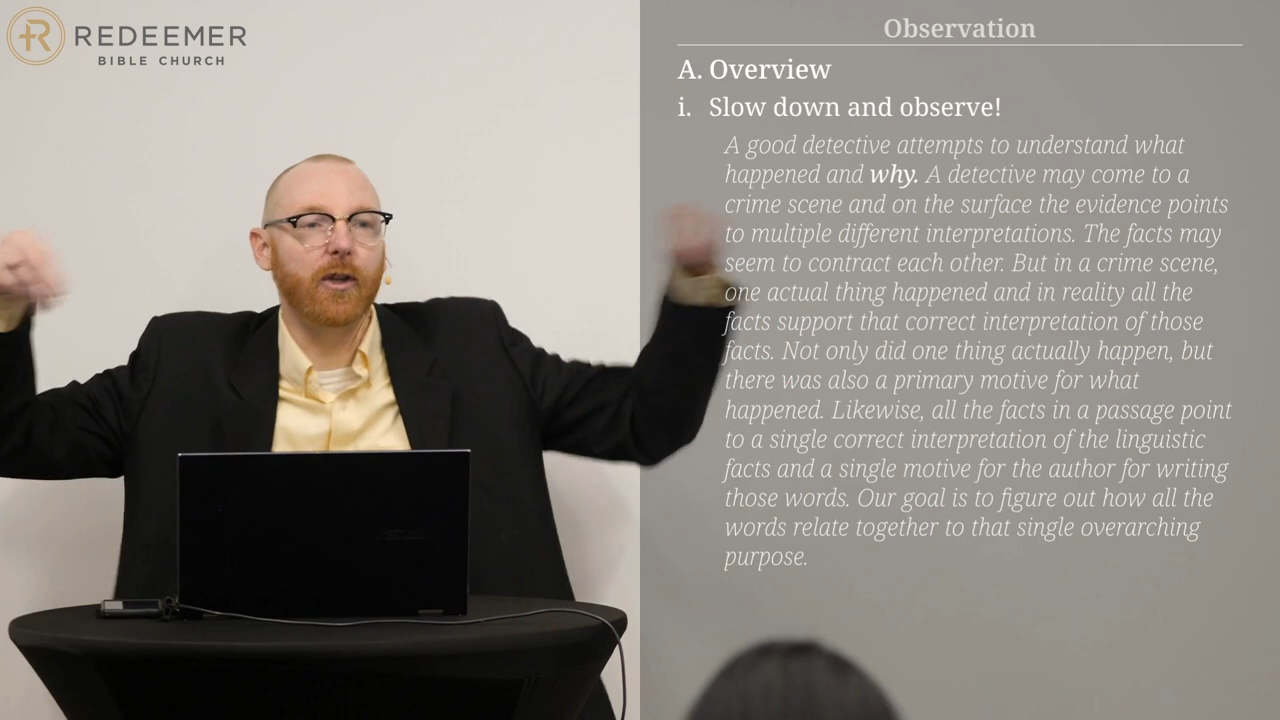 REDEEMER
BIBLE CHURCH
Observation
A. Overview
i. Slow down and observe!
A good detective attempts to understand what
happened and why. A detective may come to a
crime scene and on the surface the evidence points
to multiple different interpretations. The facts may
seem to contract each other. But in a crime scene,
one actual thing happened and in reality all the
facts support that correct interpretation of those
facts. Not only did one thing actually happen, but
there was also a primary motive for what
happened. Likewise, all the facts in a passage point
to a single correct interpretation of the linguistic
facts and a single motive for the author for writing
those words. Our goal is to figure out how all the
words relate together to that single overarching
purpose.